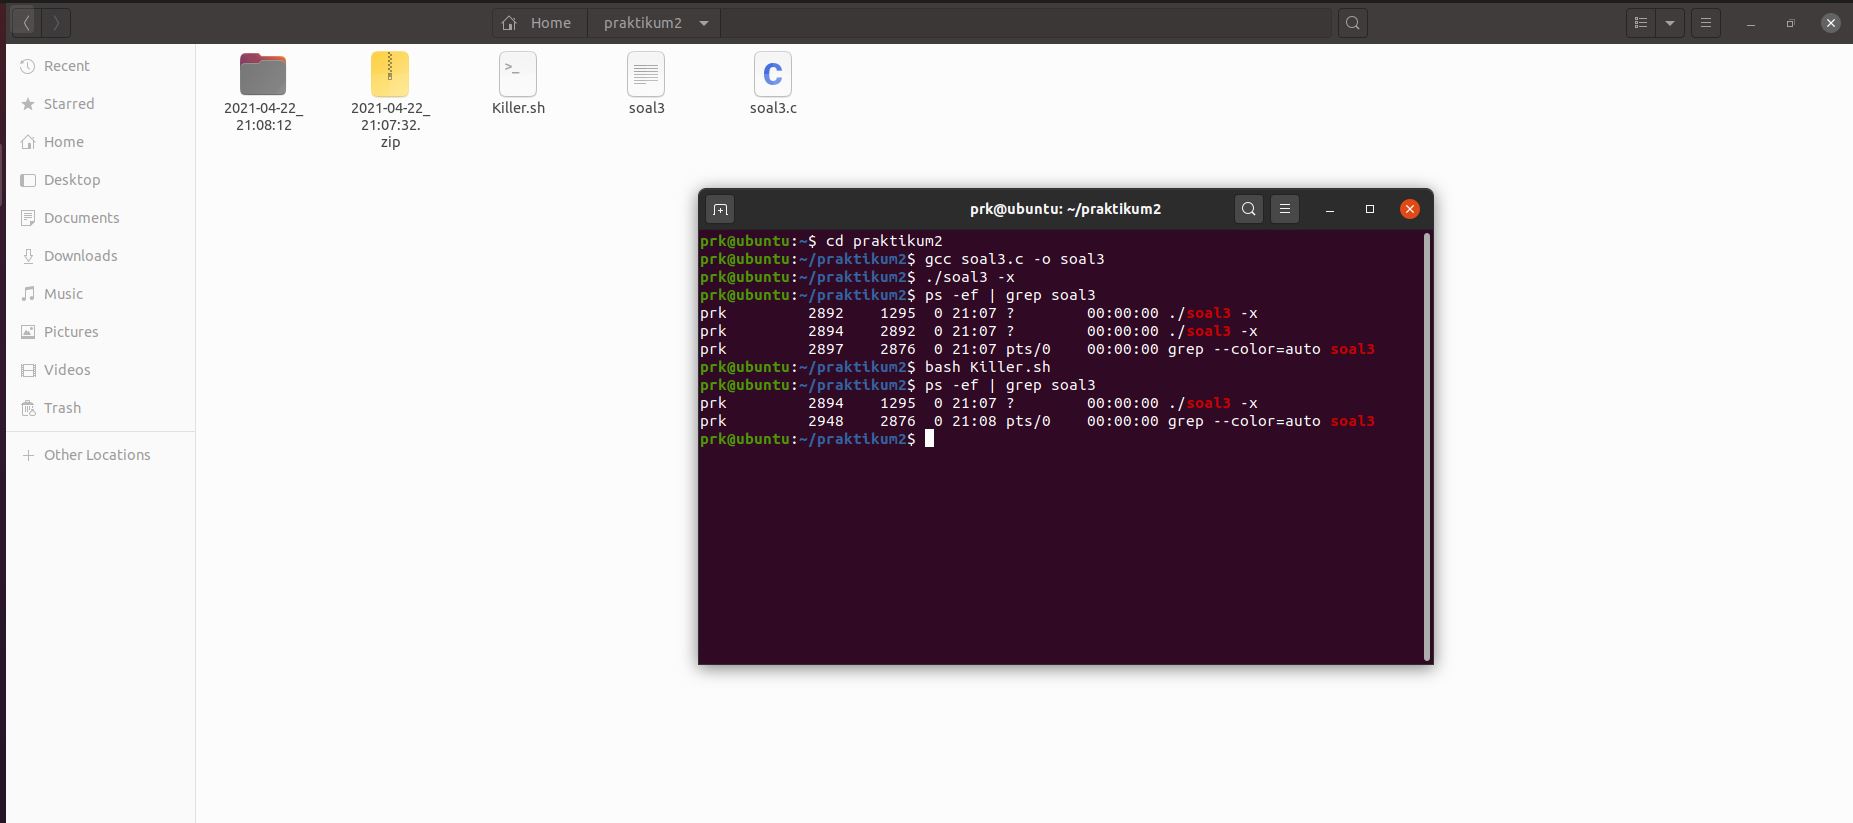 Home praktikum2
Recent
Starred
Home
Desktop
Documents
Downloads
Music
Pictures
Videos
Trash
Other Locations
2021-04-22_
21:08:12
2021-04-22_
21:07:32.
zip
Killer.sh
soal3
C
soal3.c
prk@ubuntu: ~/praktikum2
prk@ubuntu:~$ cd praktikum2
prk@ubuntu:~/praktikum2$ gcc soal3.c -o soal3
prk@ubuntu:~/praktikum2$ ./soal3 -x
prk@ubuntu:~/praktikum2$ ps -ef | grep soal3
prk         2892    1295  0 21:07 ?        00:00:00 ./soal3 -x
prk         2894    2892  0 21:07 ?        00:00:00 ./soal3 -x
prk         2897    2876  0 21:07 pts/0    00:00:00 grep --color=auto soal3
prk@ubuntu:~/praktikum2$ bash Killer.sh
prk@ubuntu:~/praktikum2$ ps -ef | grep soal3
prk         2894    1295  0 21:07 ?        00:00:00 ./soal3 -x
prk         2948    2876  0 21:08 pts/0    00:00:00 grep --color=auto soal3
prk@ubuntu:~/praktikum2$